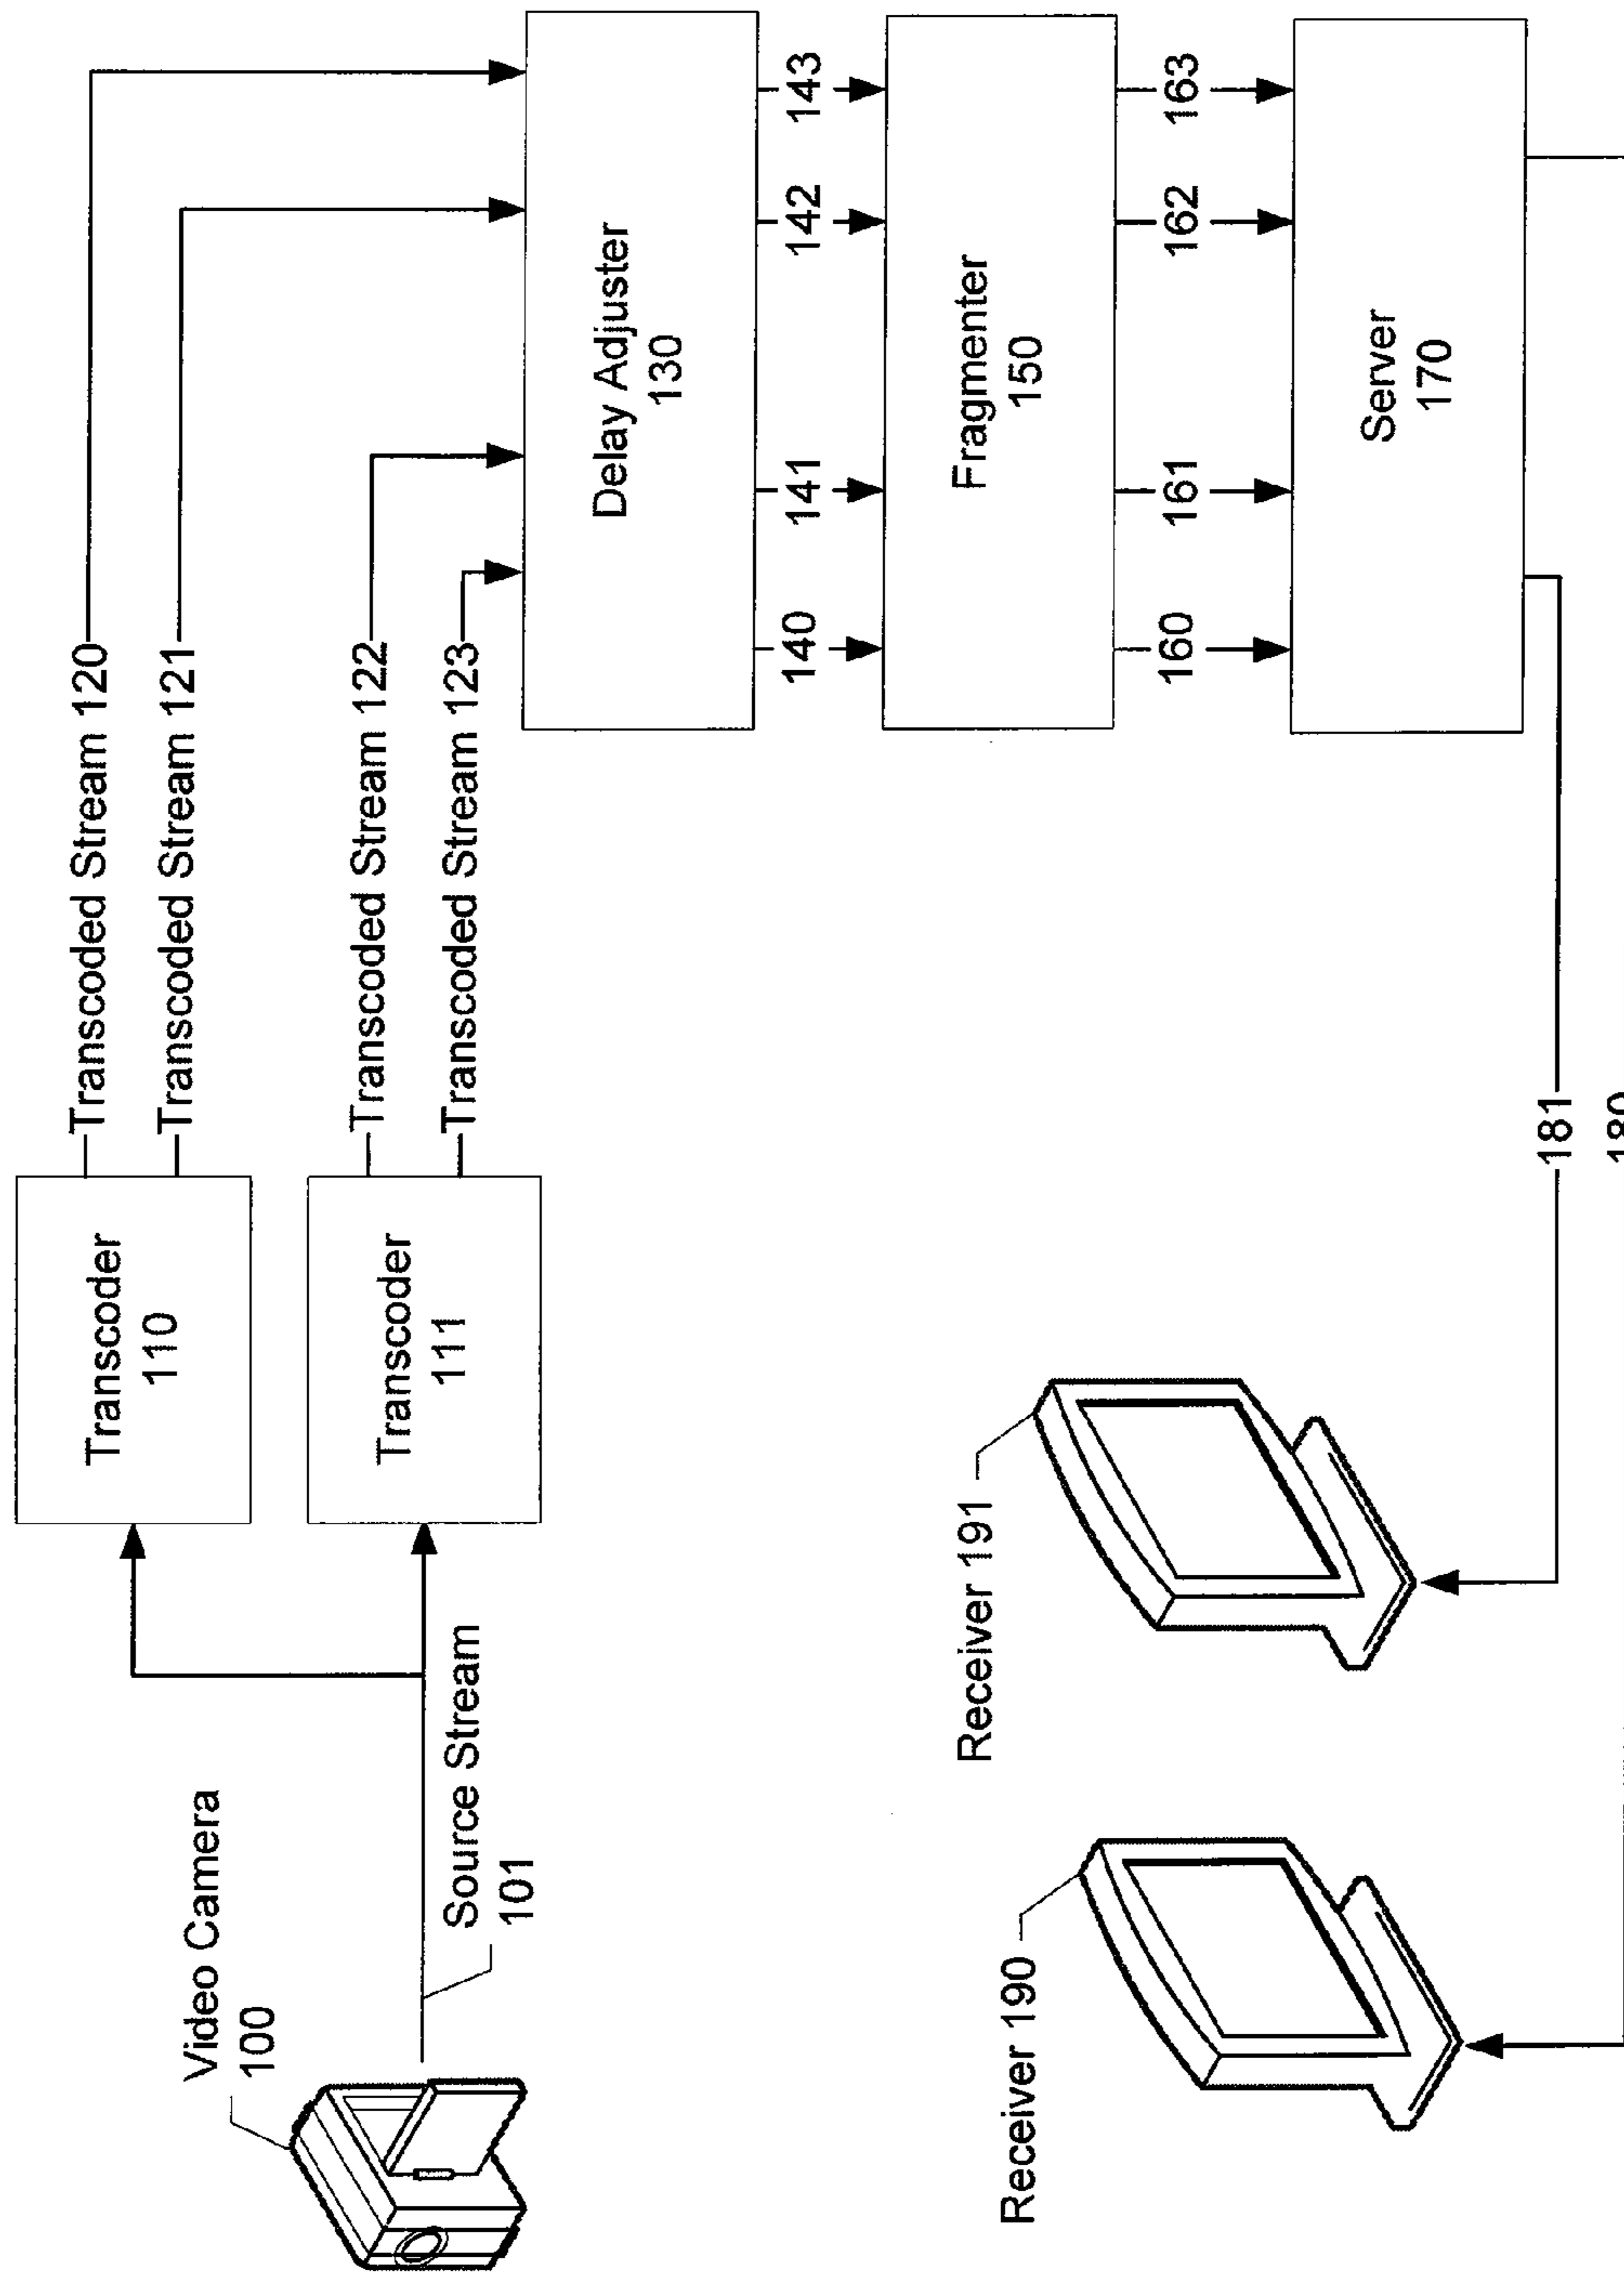 Video Camera
100
Source Stream
101
Transcoder
110
Transcoder
111
Transcoded Stream 120
Transcoded Stream 121
Transcoded Stream 122
Transcoded Stream 123
Delay Adjuster
130
140
141
142
143
Fragmenter
150
160
161
162
163
Server
170
181
180
Receiver 190
Receiver 191